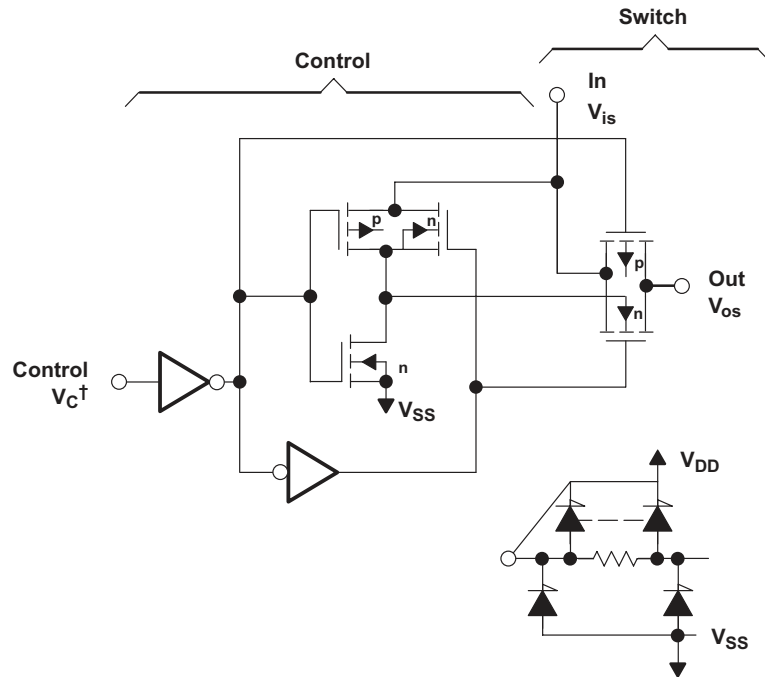 Switch
Control
In
V_is
p
n
p
n
Out
V_os
n
Control
V_C†
V_SS
V_DD
V_SS